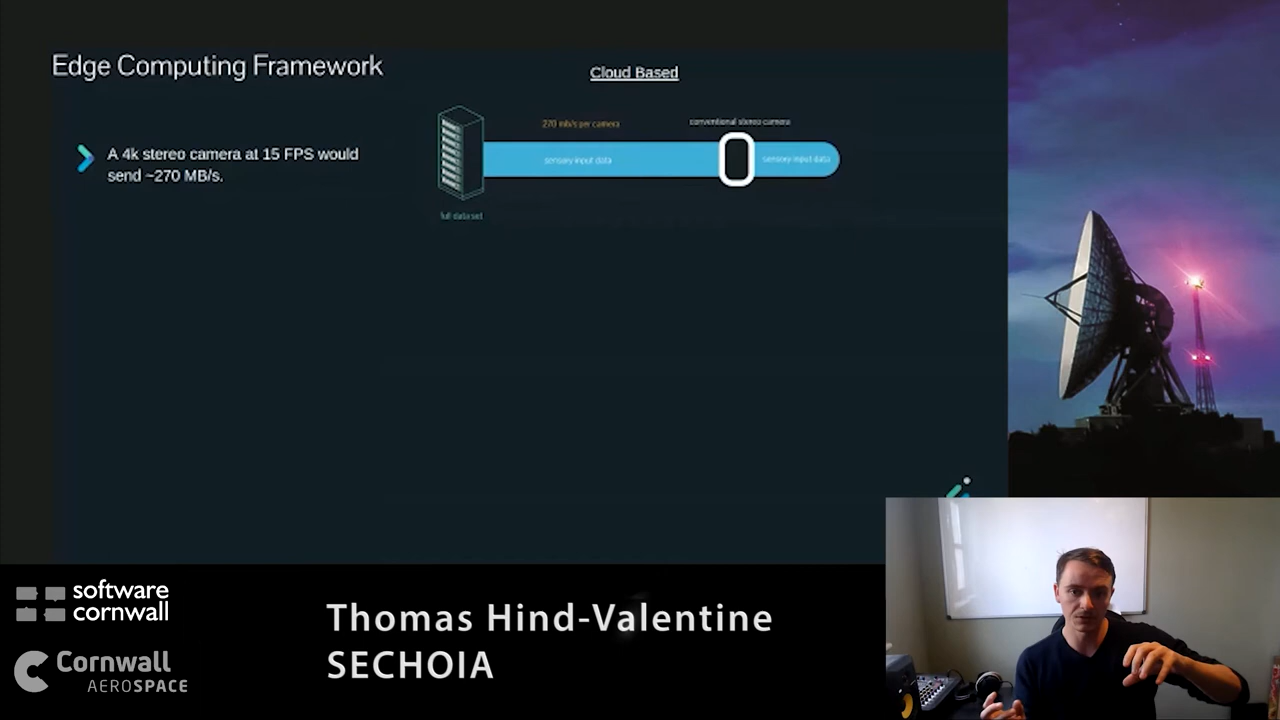 Edge Computing Framework
Cloud Based
270 mb/s per camera
conventional stereo camera
A 4k stereo camera at 15 FPS would
send ~270 MB/s.
sensory input data
sensory input data
full data set
software
cornwall
Cornwall
AEROSPACE
Thomas Hind-Valentine
SECHOIA